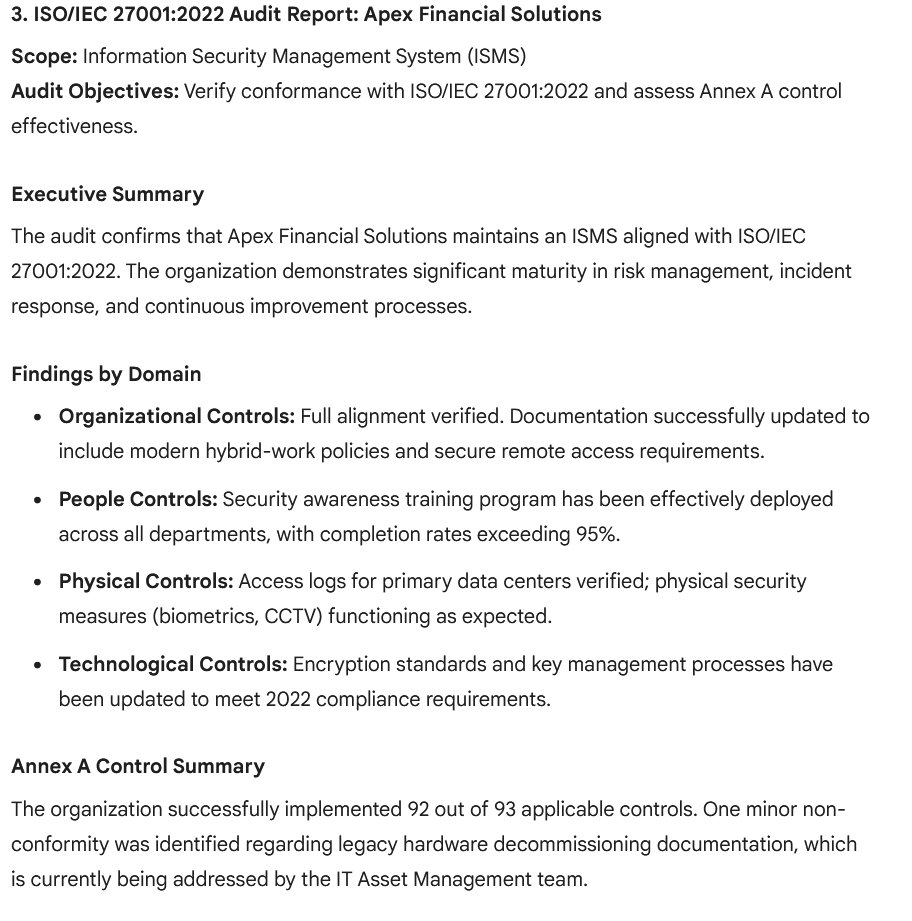 3. ISO/IEC 27001:2022 Audit Report: Apex Financial Solutions
Scope: Information Security Management System (ISMS)
Audit Objectives: Verify conformance with ISO/IEC 27001:2022 and assess Annex A control
effectiveness.
Executive Summary
The audit confirms that Apex Financial Solutions maintains an ISMS aligned with ISO/IEC
27001:2022. The organization demonstrates significant maturity in risk management, incident
response, and continuous improvement processes.
Findings by Domain
• Organizational Controls: Full alignment verified. Documentation successfully updated to
include modern hybrid-work policies and secure remote access requirements.
• People Controls: Security awareness training program has been effectively deployed
across all departments, with completion rates exceeding 95%.
• Physical Controls: Access logs for primary data centers verified; physical security
measures (biometrics, CCTV) functioning as expected.
• Technological Controls: Encryption standards and key management processes have
been updated to meet 2022 compliance requirements.
Annex A Control Summary
The organization successfully implemented 92 out of 93 applicable controls. One minor non-
conformity was identified regarding legacy hardware decommissioning documentation, which
is currently being addressed by the IT Asset Management team.